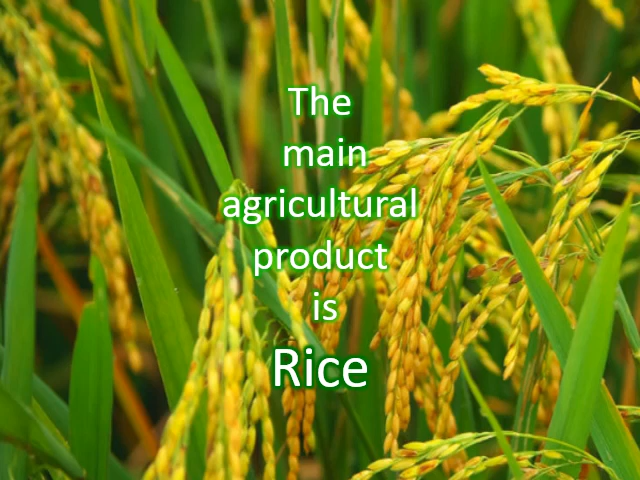 The
main
agricultural
product
is
Rice